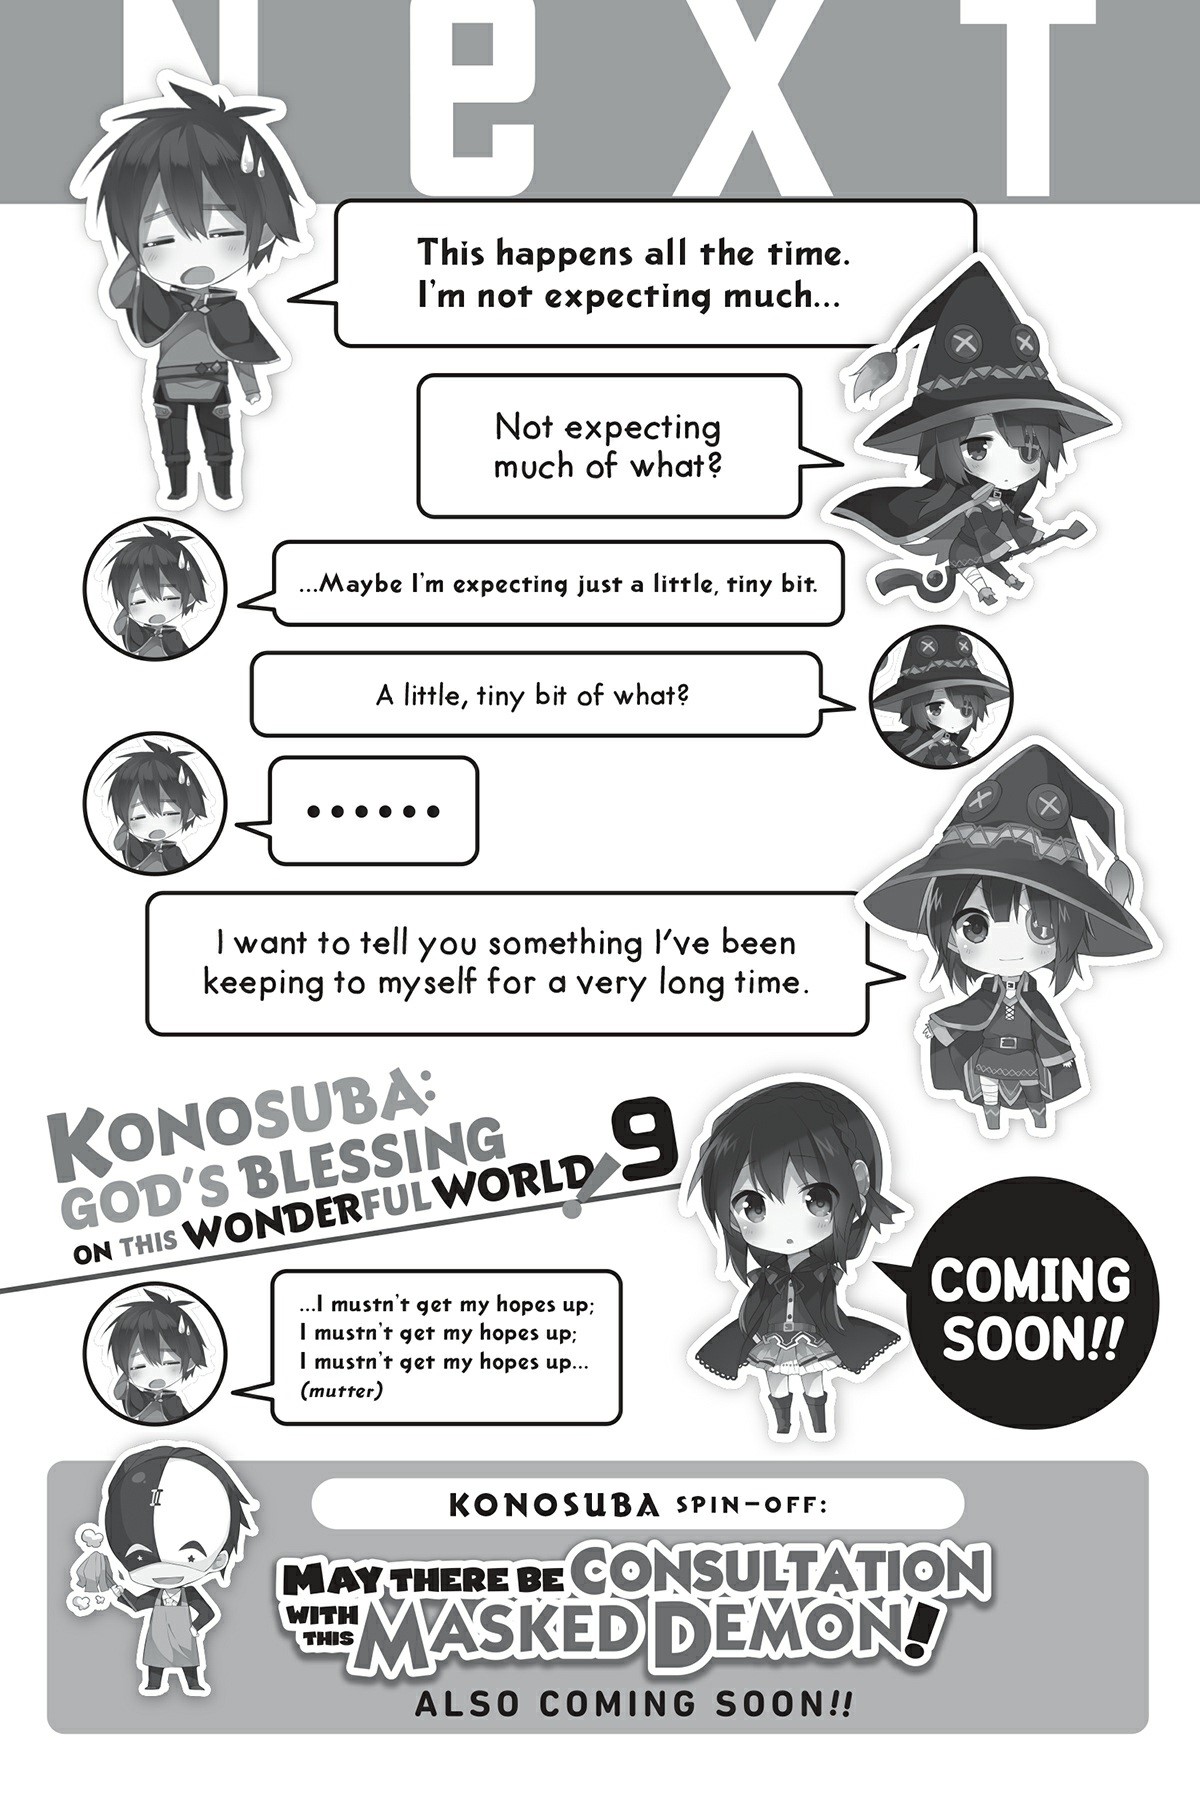 Next
This happens all the time.
I'm not expecting much...
Not expecting
much of what?
...Maybe I'm expecting just a little, tiny bit.
A little, tiny bit of what?
••••••
I want to tell you something I've been
keeping to myself for a very long time.
KONOSUBA:
GOD'S BLESSING
ON THIS WONDERFUL WORLD! 9
COMING
SOON!!
...I mustn't get my hopes up;
I mustn't get my hopes up;
I mustn't get my hopes up...
(mutter)
KONOSUBA SPIN-OFF:
MAY THERE BE CONSULTATION
WITH THIS MASKED DEMON!
ALSO COMING SOON!!